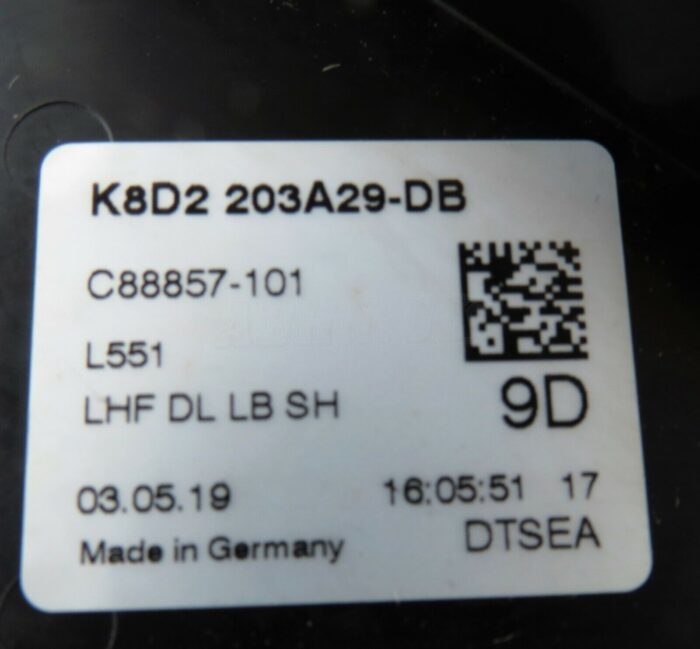 K8D2 203A29-DB
C88857-101
L551
LHF DL LB SH
9D
03.05.19 16:05:51 17
Made in Germany DTSEA